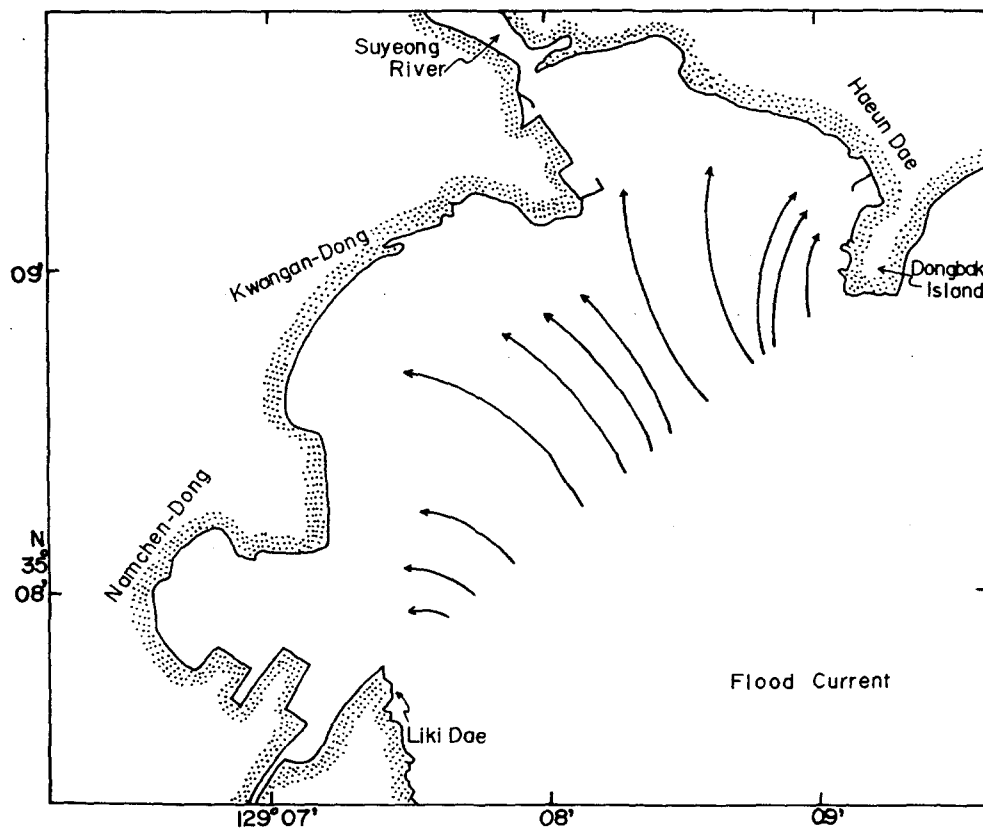 Suyeong
River
Haeun Dae
Kwangan-Dong
09'
Dongbak
Island
Namchen-Dong
N
35°
08'
Flood Current
Liki Dae
129° 07'
08'
09'